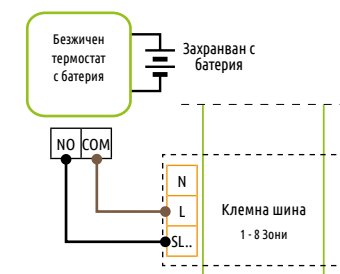 Безжичен
термостат
с батерия
Захранван с
батерия
NO COM
N
L
SL..
Клемна шина
1 - 8 Зони